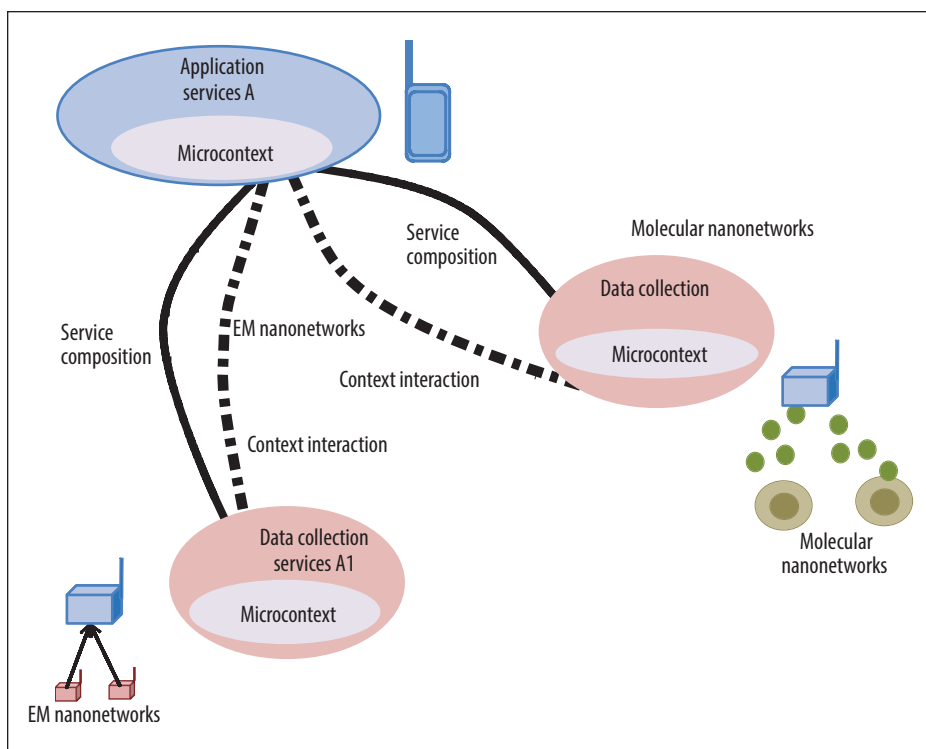 Application
services A
Microcontext
Service
composition
Molecular nanonetworks
Data collection
Microcontext
Service
composition
EM nanonetworks
Context interaction
Context interaction
Data collection
services A1
Microcontext
Molecular
nanonetworks
EM nanonetworks